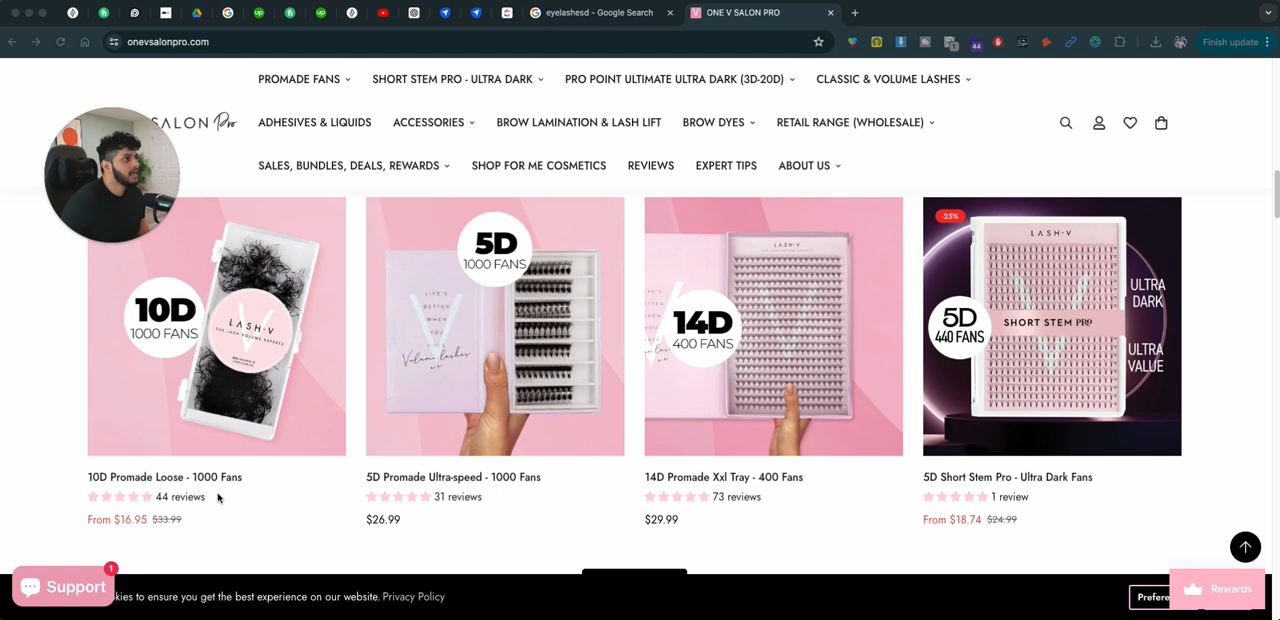 eyelashesd - Google Search
ONE V SALON PRO
onevsalonpro.com
44
Finish update
PROMADE FANS
SHORT STEM PRO - ULTRA DARK
PRO POINT ULTIMATE ULTRA DARK (3D-20D)
CLASSIC & VOLUME LASHES
SALON Pro
ADHESIVES & LIQUIDS
ACCESSORIES
BROW LAMINATION & LASH LIFT
BROW DYES
RETAIL RANGE (WHOLESALE)
SALES, BUNDLES, DEALS, REWARDS
SHOP FOR ME COSMETICS
REVIEWS
EXPERT TIPS
ABOUT US
10D
1000 FANS
LASH-V
THE LASH VOLUME EXPERTS
5D
1000 FANS
LIFE'S
BETTER
WHEN
YOU
Volume lashes
14D
400 FANS
LASH-V
-25%
LASH-V
5D
440 FANS
SHORT STEM PRO
ULTRA
DARK
ULTRA
VALUE
10D Promade Loose - 1000 Fans
44 reviews
From $16.95 $33.99
5D Promade Ultra-speed - 1000 Fans
31 reviews
$26.99
14D Promade Xxl Tray - 400 Fans
73 reviews
$29.99
5D Short Stem Pro - Ultra Dark Fans
1 review
From $18.74 $24.99
Support
1
kies to ensure you get the best experience on our website. Privacy Policy
Prefere
Rewards